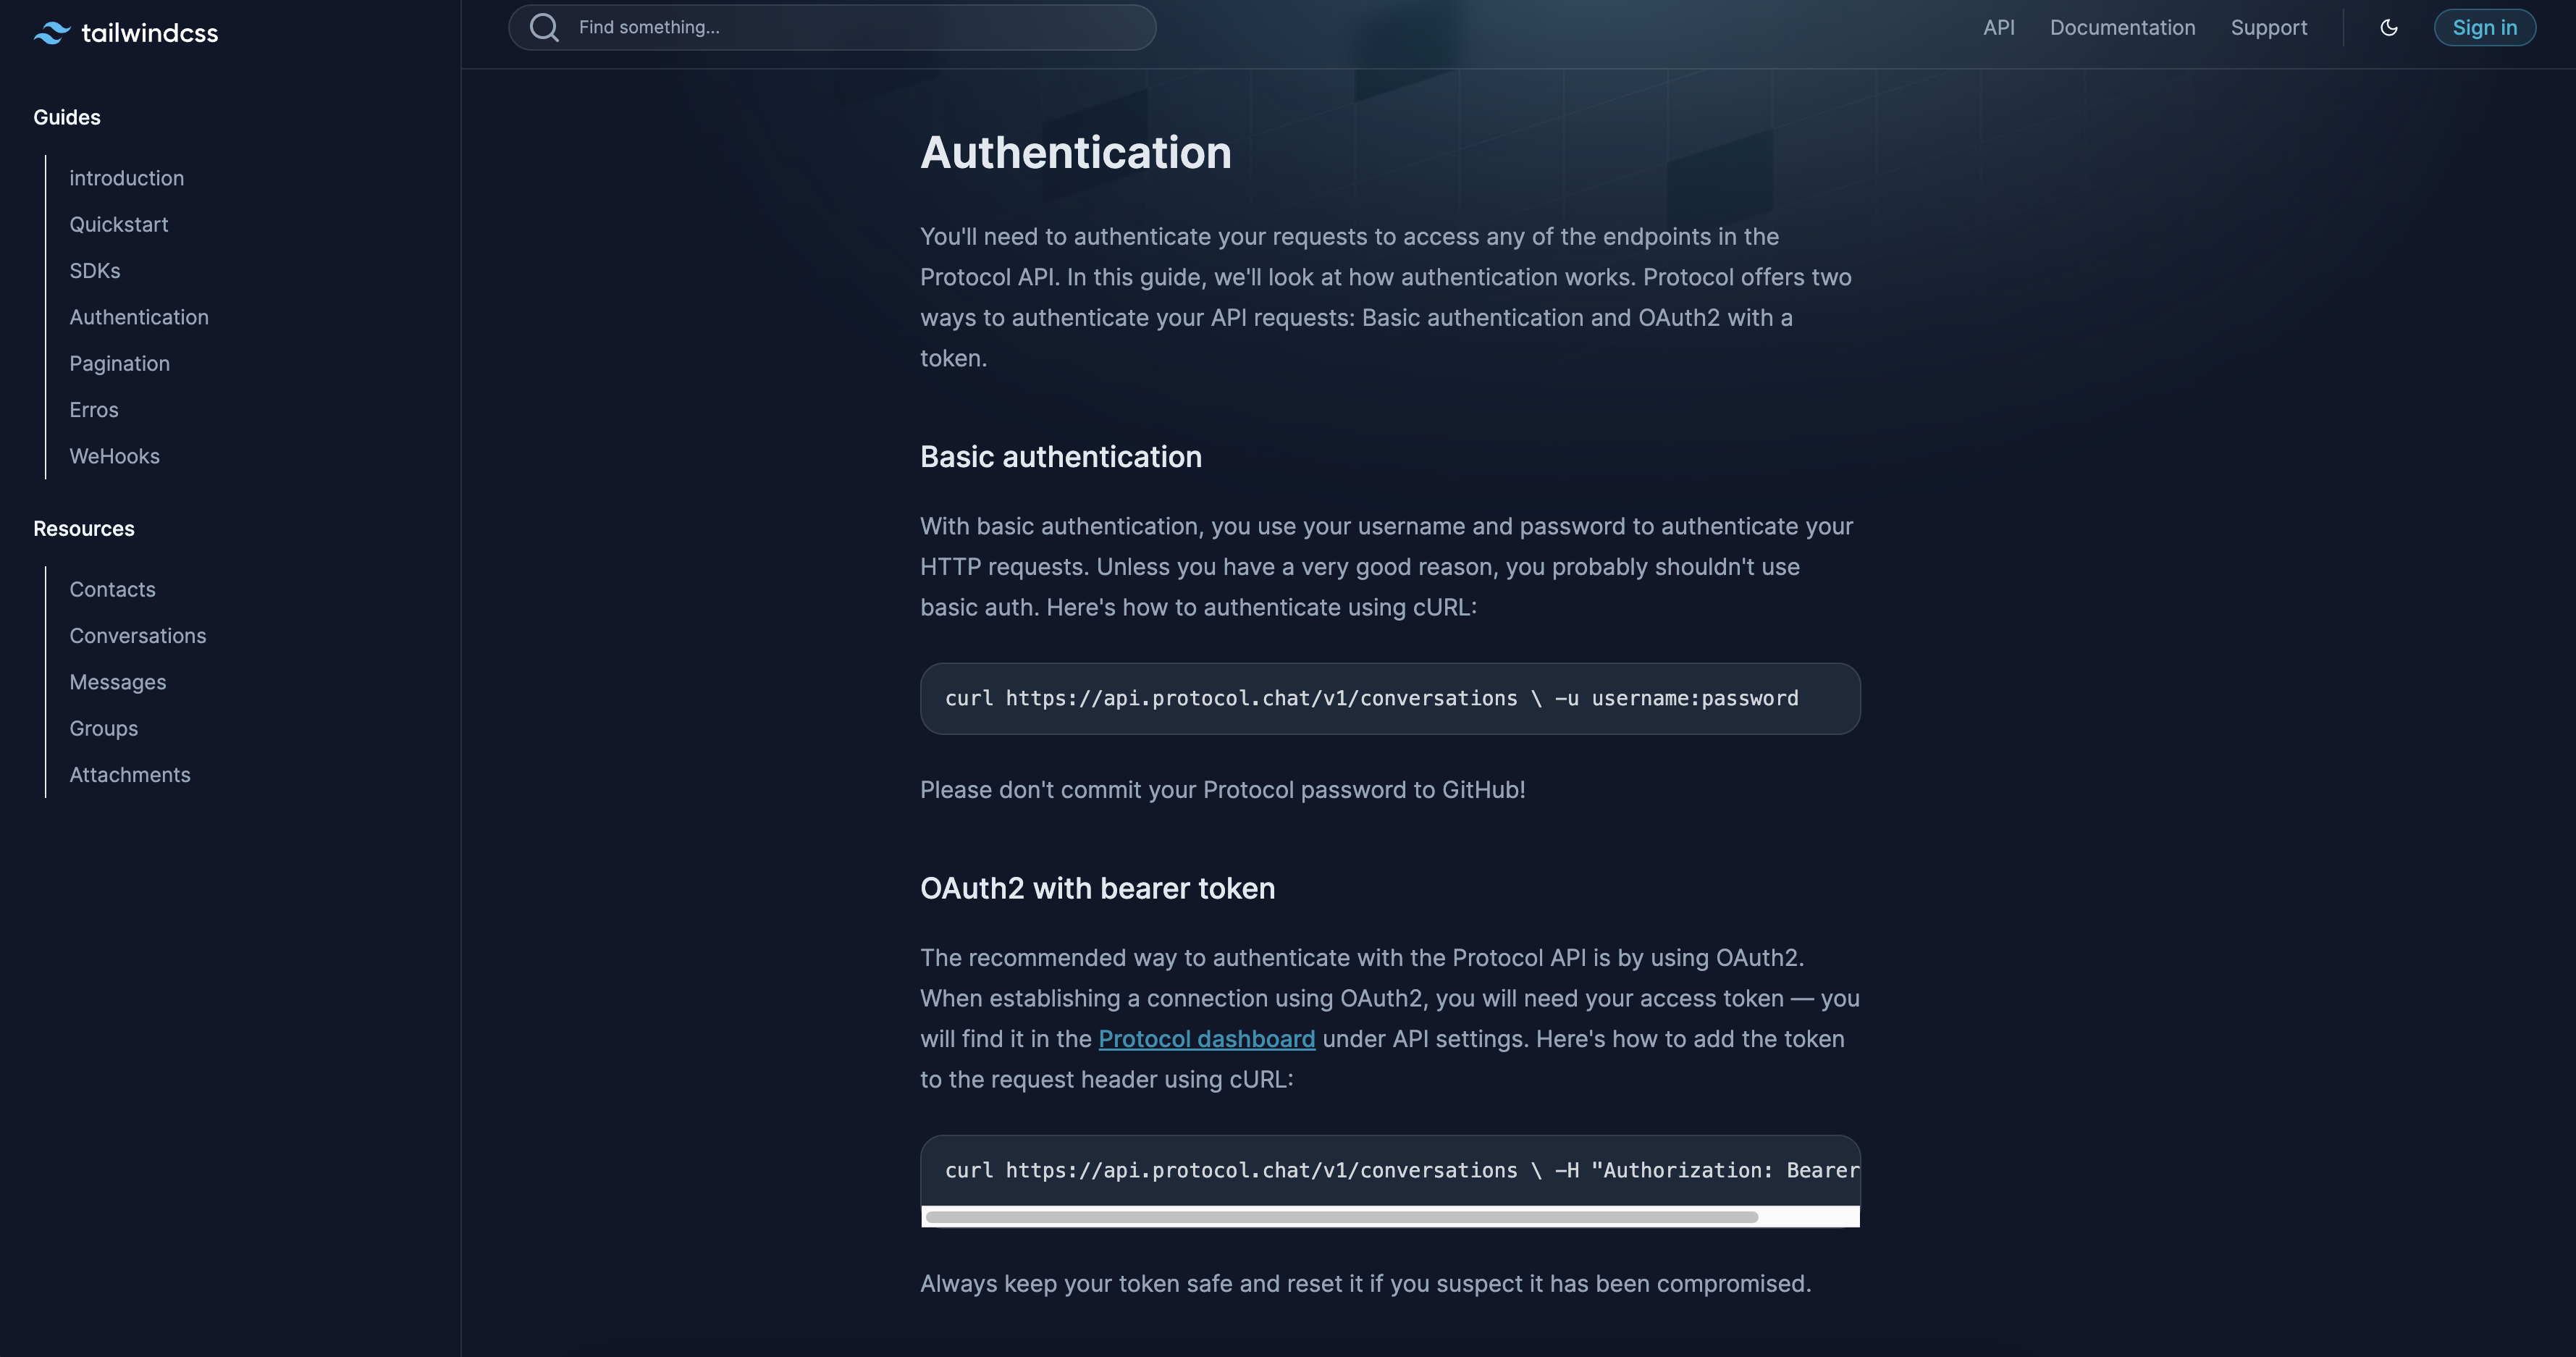 tailwindcss
Find something...
API
Documentation
Support
Sign in
Guides
introduction
Quickstart
SDKs
Authentication
Pagination
Erros
WeHooks
Resources
Contacts
Conversations
Messages
Groups
Attachments
Authentication
You'll need to authenticate your requests to access any of the endpoints in the
Protocol API. In this guide, we'll look at how authentication works. Protocol offers two
ways to authenticate your API requests: Basic authentication and OAuth2 with a
token.
Basic authentication
With basic authentication, you use your username and password to authenticate your
HTTP requests. Unless you have a very good reason, you probably shouldn't use
basic auth. Here's how to authenticate using cURL:
curl https://api.protocol.chat/v1/conversations \ -u username:password
Please don't commit your Protocol password to GitHub!
OAuth2 with bearer token
The recommended way to authenticate with the Protocol API is by using OAuth2.
When establishing a connection using OAuth2, you will need your access token — you
will find it in the Protocol dashboard under API settings. Here's how to add the token
to the request header using cURL:
curl https://api.protocol.chat/v1/conversations \ -H "Authorization: Bearer
Always keep your token safe and reset it if you suspect it has been compromised.